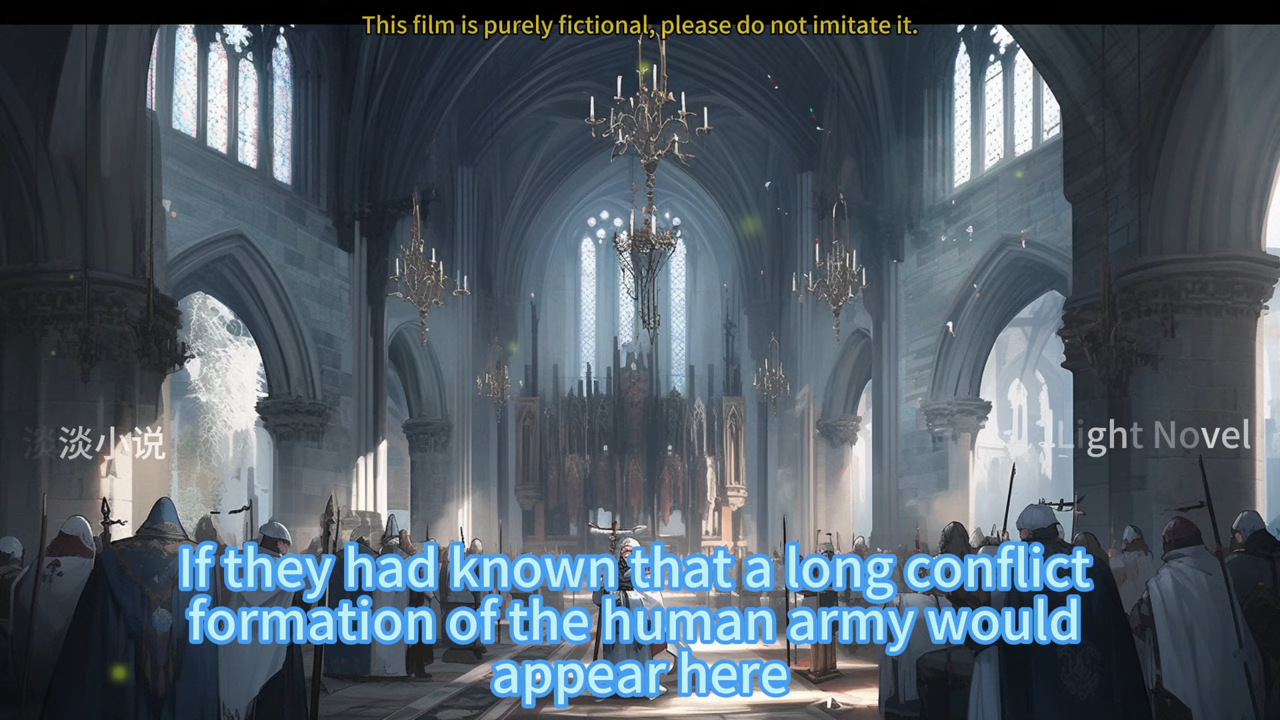 This film is purely fictional, please do not imitate it.
淡淡小说
Light Novel
If they had known that a long conflict
formation of the human army would
appear here